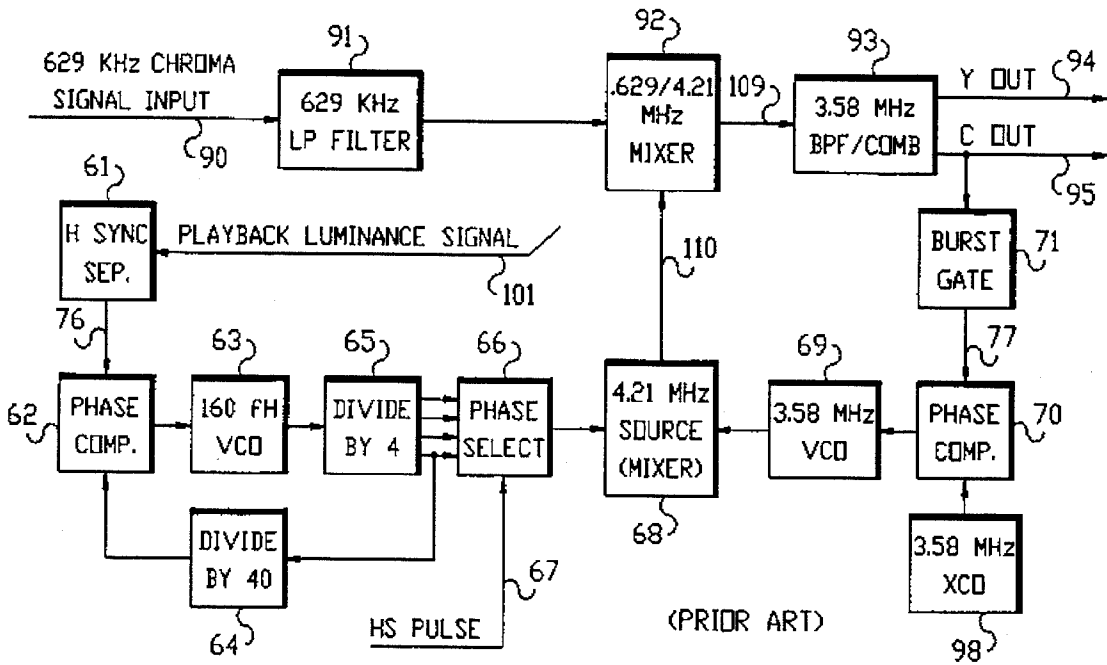 629 KHz CHROMA
SIGNAL INPUT
90
91
629 KHz
LP FILTER
92
.629/4.21
MHz
MIXER
109
93
3.58 MHz
BPF/COMB
Y OUT
94
C OUT
95
61
H SYNC
SEP.
PLAYBACK LUMINANCE SIGNAL
101
110
BURST
GATE
71
76
77
62
PHASE
COMP.
63
160 FH
VCO
65
DIVIDE
BY 4
66
PHASE
SELECT
4.21 MHz
SOURCE
(MIXER)
68
69
3.58 MHz
VCO
PHASE
COMP.
70
DIVIDE
BY 40
64
67
HS PULSE
(PRIOR ART)
3.58 MHz
XCO
98